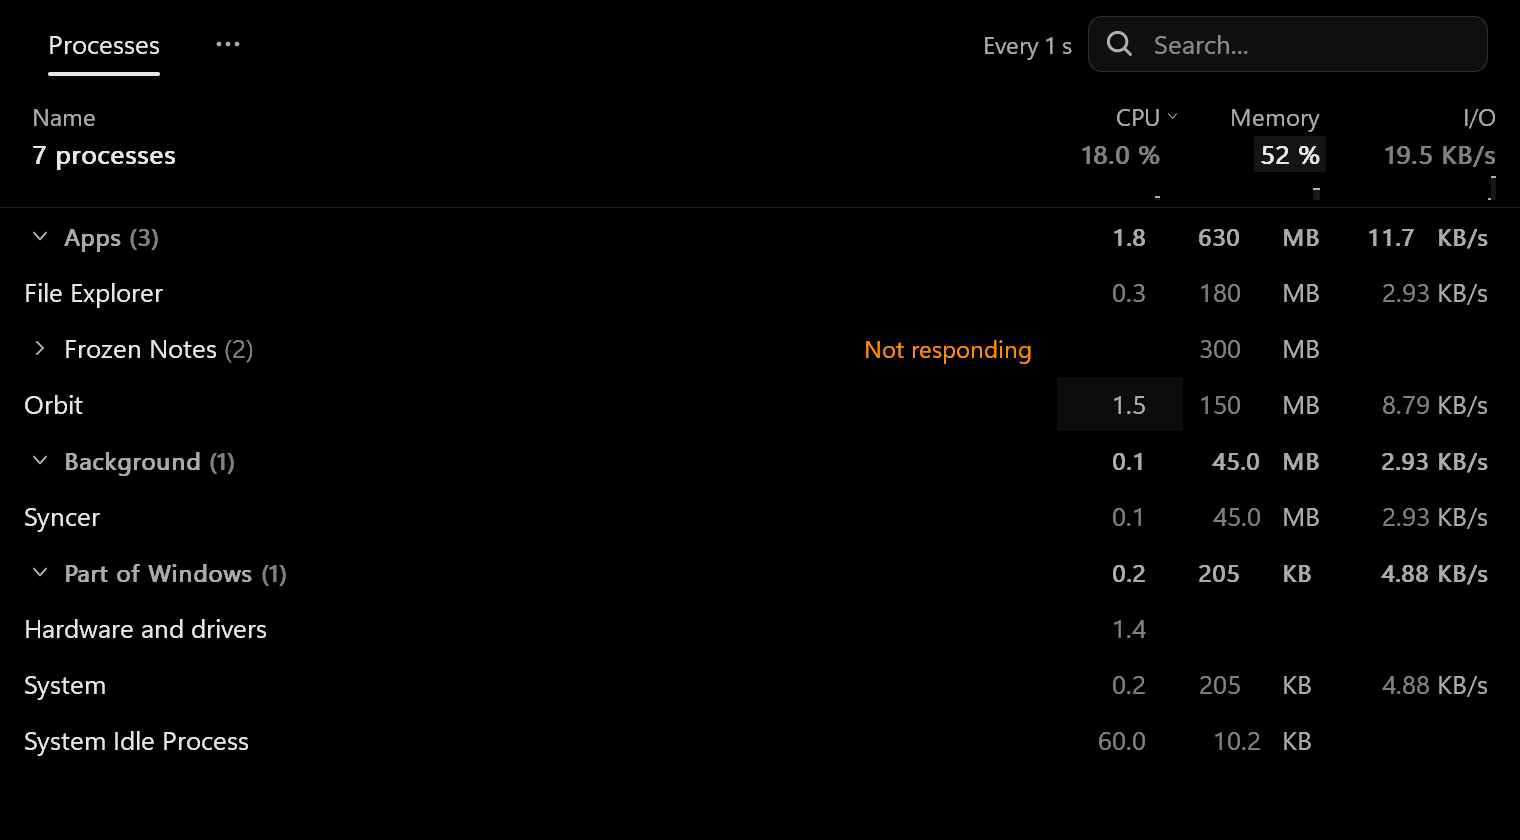 Processes ... Every 1 s Search...
Name CPU Memory I/O
7 processes 18.0 % 52 % 19.5 KB/s
Apps (3) 1.8 630 MB 11.7 KB/s
File Explorer 0.3 180 MB 2.93 KB/s
Frozen Notes (2) Not responding 300 MB
Orbit 1.5 150 MB 8.79 KB/s
Background (1) 0.1 45.0 MB 2.93 KB/s
Syncer 0.1 45.0 MB 2.93 KB/s
Part of Windows (1) 0.2 205 KB 4.88 KB/s
Hardware and drivers 1.4
System 0.2 205 KB 4.88 KB/s
System Idle Process 60.0 10.2 KB